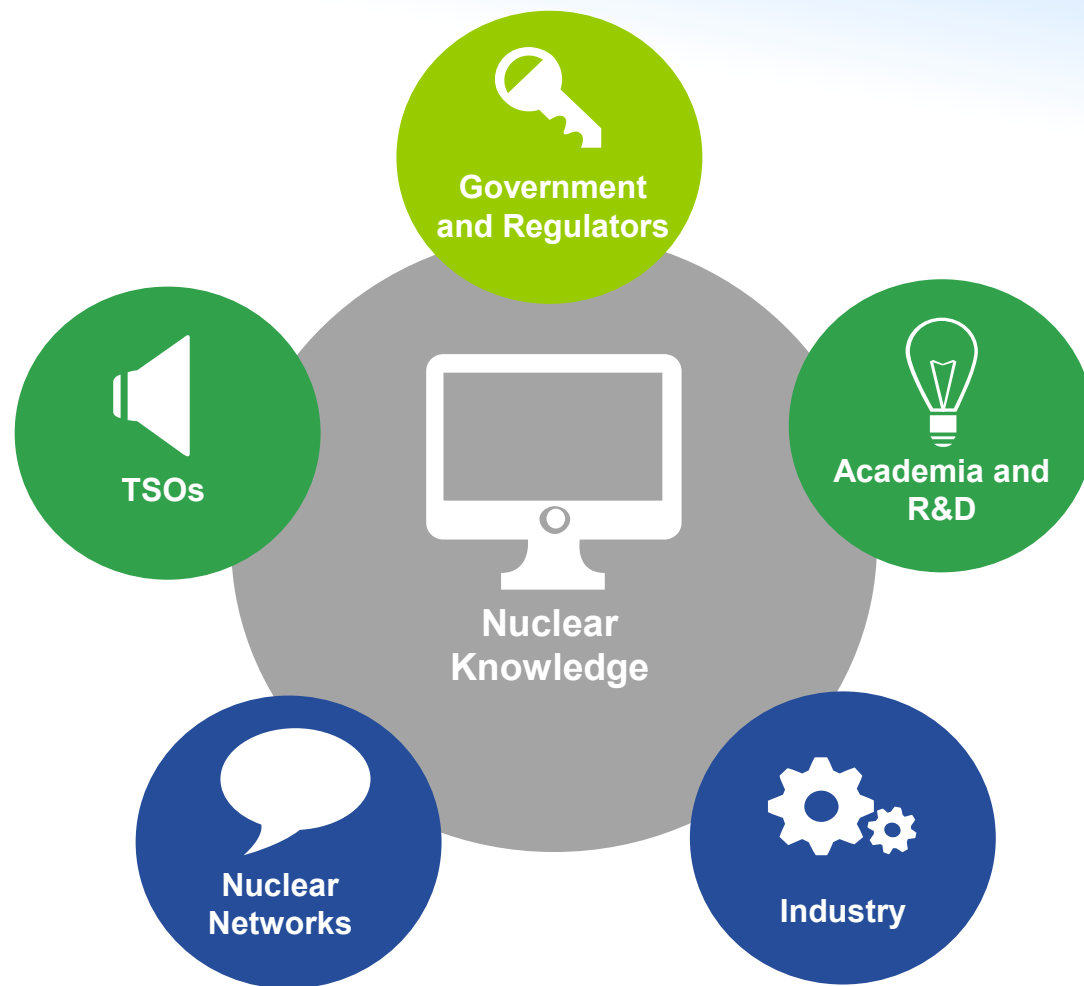 Government
and Regulators
TSOs
Academia and
R&D
Nuclear
Knowledge
Nuclear
Networks
Industry